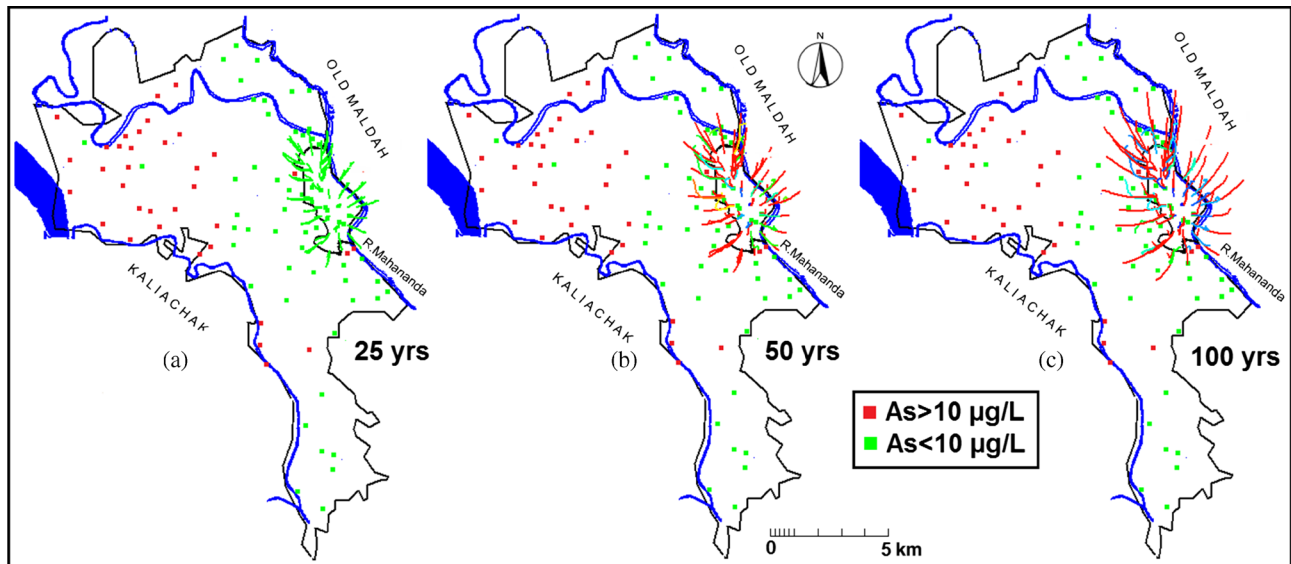 OLD MALDAH
R.Mahananda
KALIACHAK
(a)
25 yrs
N
OLD MALDAH
R.Mahananda
KALIACHAK
(b)
50 yrs
OLD MALDAH
R.Mahananda
KALIACHAK
(c)
100 yrs
As>10 µg/L
As<10 µg/L
0 5 km